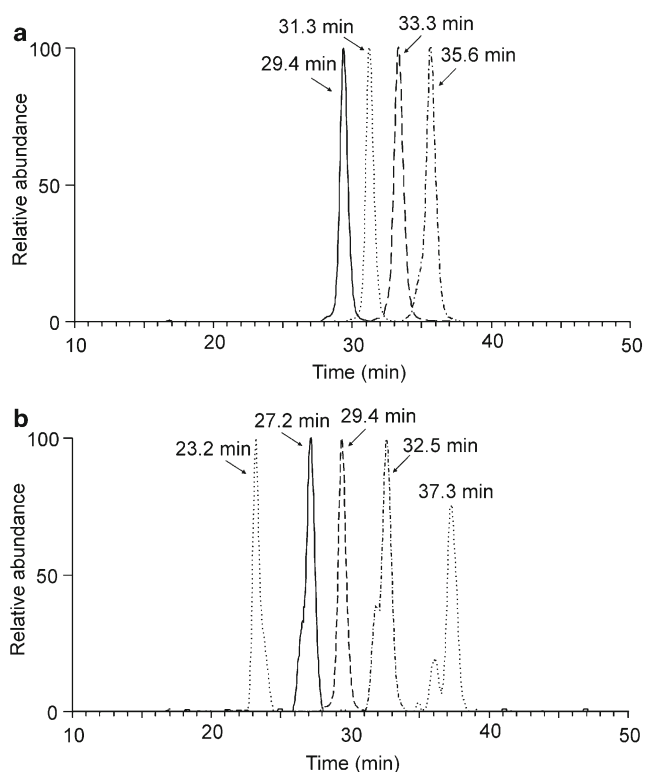 a
31.3 min
33.3 min
29.4 min
35.6 min
100
50
0
Relative abundance
10 20 30 40 50
Time (min)
b
27.2 min
29.4 min
23.2 min
32.5 min
37.3 min
100
50
0
Relative abundance
10 20 30 40 50
Time (min)